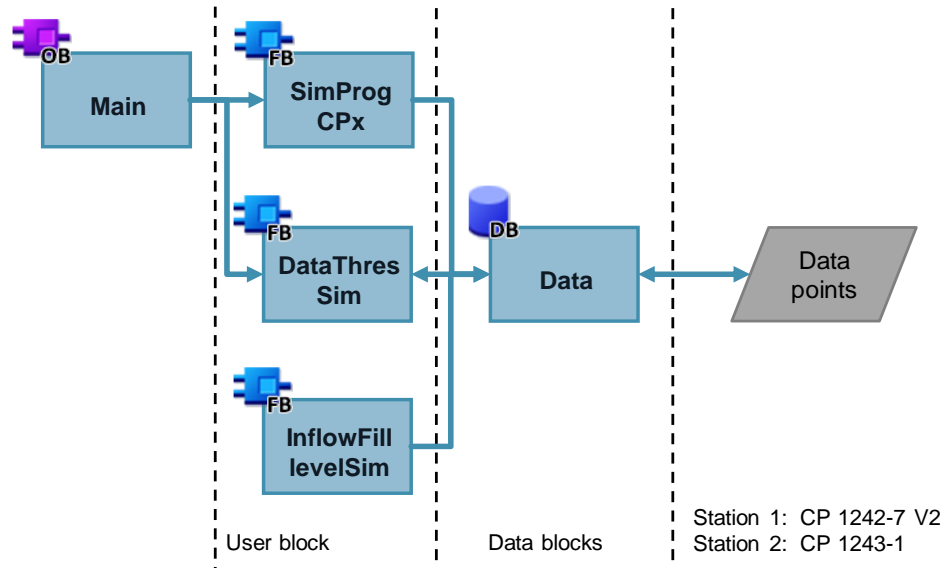 OB
Main
FB
SimProg
CPx
FB
DataThres
Sim
DB
Data
Data
points
FB
InflowFill
levelSim
User block
Data blocks
Station 1: CP 1242-7 V2
Station 2: CP 1243-1